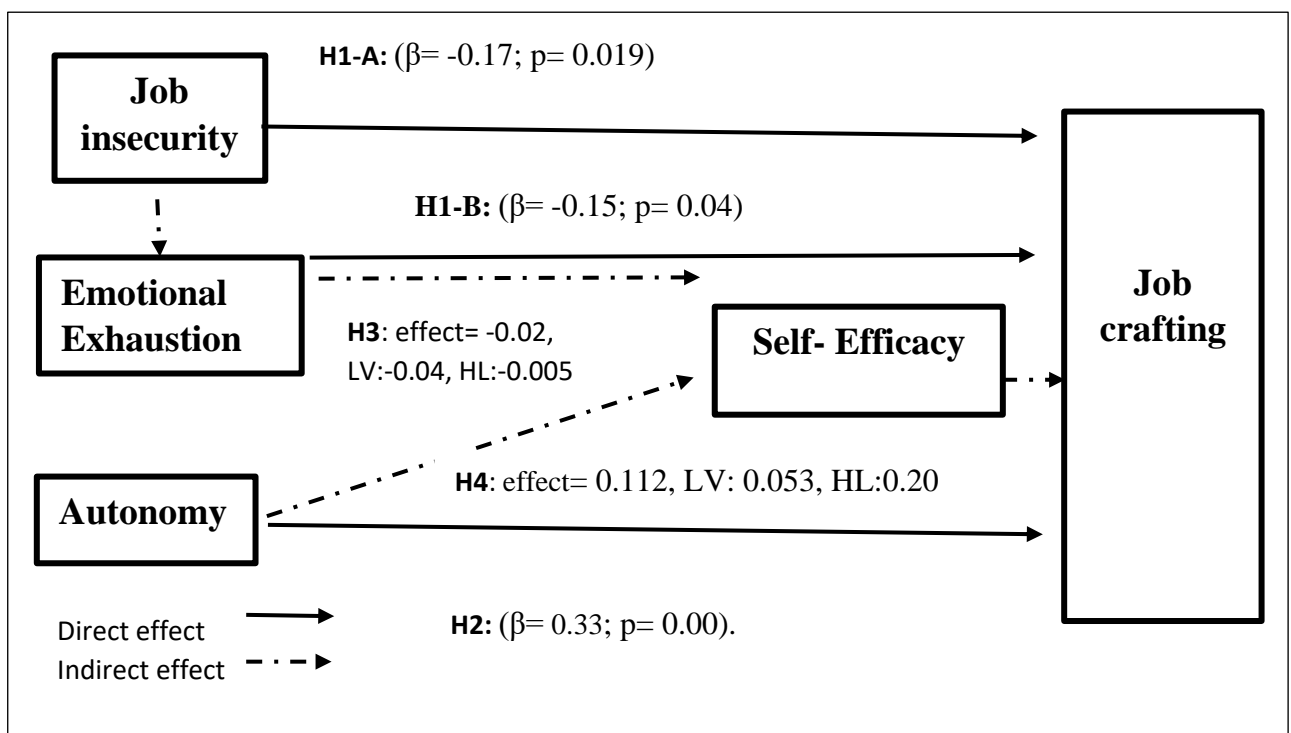 H1-A: (β= -0.17; p= 0.019)
Job
insecurity
H1-B: (β= -0.15; p= 0.04)
Emotional
Exhaustion
H3: effect= -0.02,
LV:-0.04, HL:-0.005
Self- Efficacy
Job
crafting
H4: effect= 0.112, LV: 0.053, HL:0.20
Autonomy
H2: (β= 0.33; p= 0.00).
Direct effect
Indirect effect